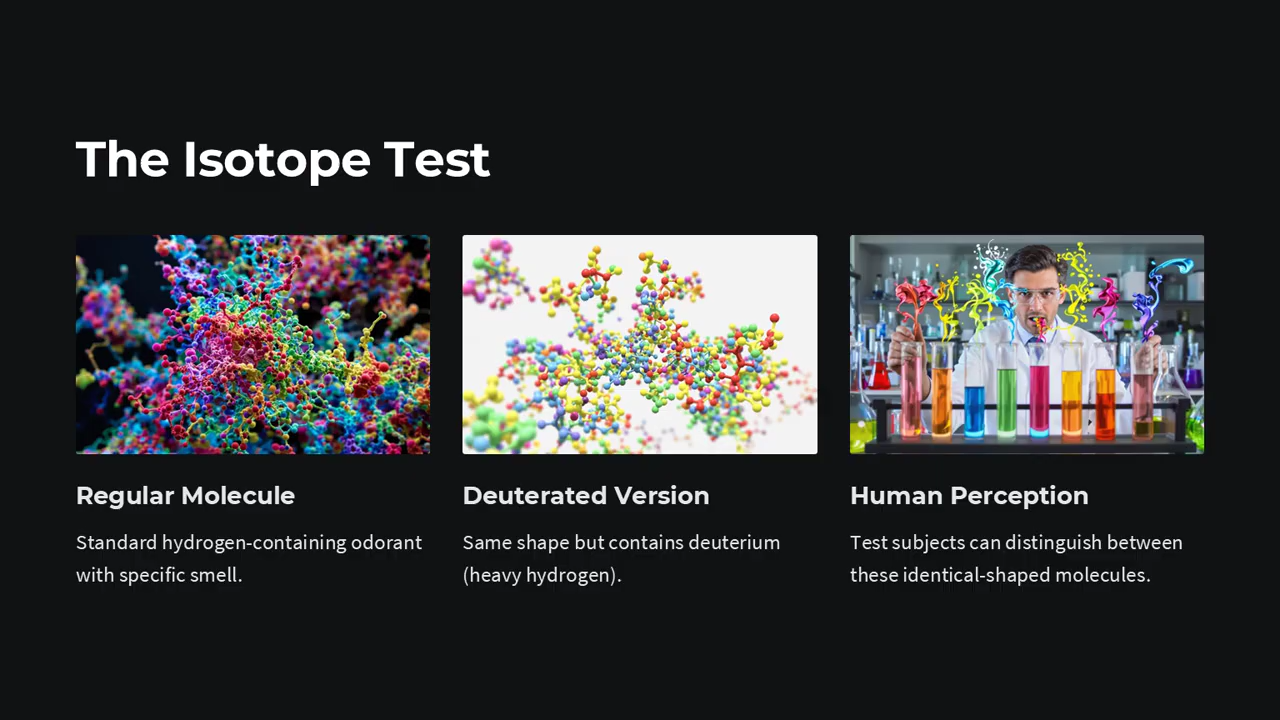 The Isotope Test
Regular Molecule
Standard hydrogen-containing odorant
with specific smell.
Deuterated Version
Same shape but contains deuterium
(heavy hydrogen).
Human Perception
Test subjects can distinguish between
these identical-shaped molecules.